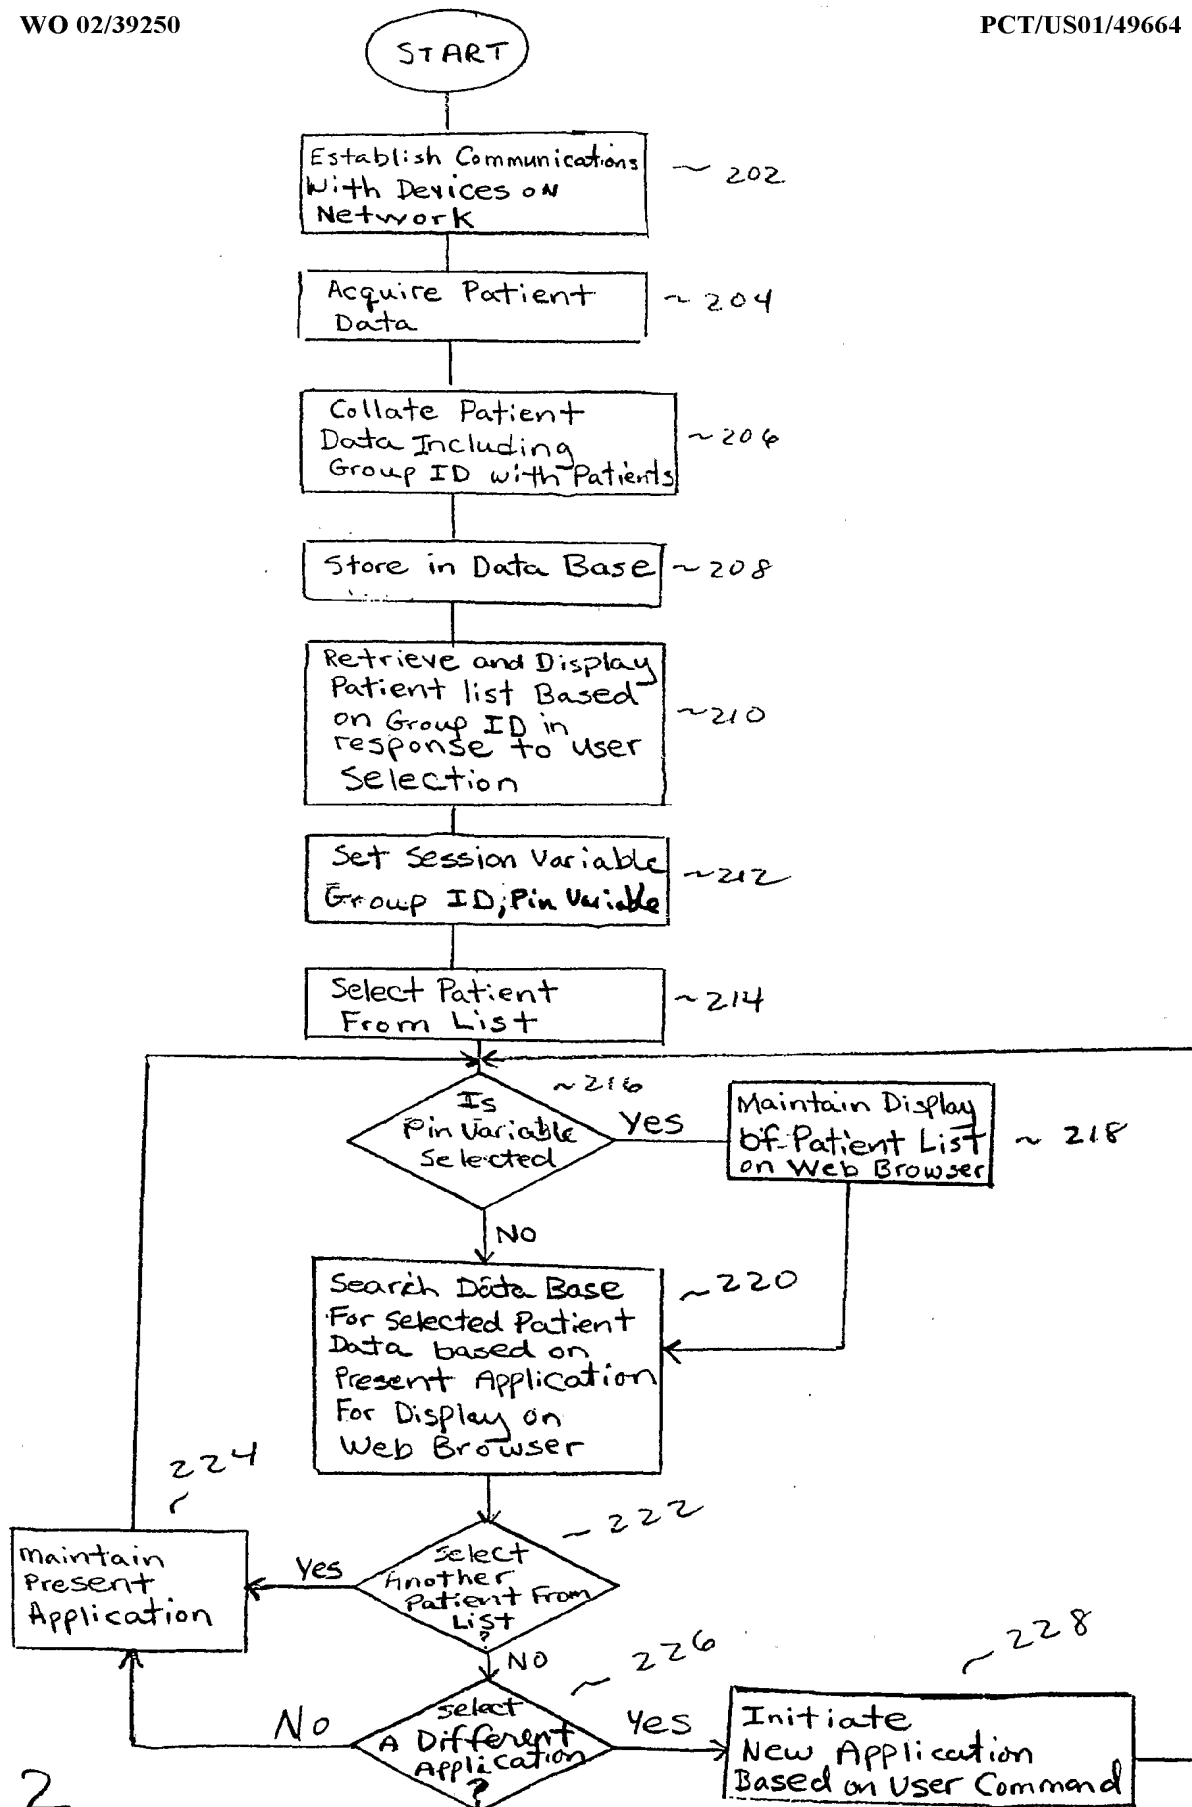 WO 02/39250
PCT/US01/49664
START
Establish Communications
With Devices on
Network
~ 202
Acquire Patient
Data
~ 204
Collate Patient
Data Including
Group ID with Patients
~ 206
Store in Data Base
~ 208
Retrieve and Display
Patient list Based
on Group ID in
response to user
Selection
~ 210
Set Session Variable
Group ID; Pin Variable
~ 212
Select Patient
From List
~ 214
Is
Pin Variable
Selected
~ 216
Yes
Maintain Display
of Patient List
on Web Browser
~ 218
NO
Search Data Base
For Selected Patient
Data based on
Present Application
For Display on
Web Browser
~ 220
224
Maintain
Present
Application
Yes
Select
Another
Patient From
List
?
~ 222
NO
~ 226
Select
A Different
Application
?
No
Yes
~ 228
Initiate
New Application
Based on User Command
2